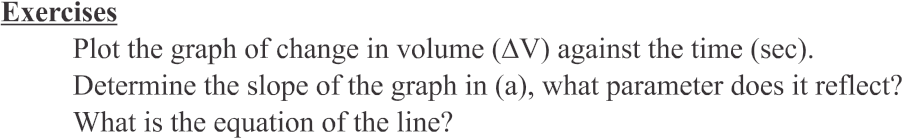 Exercises
Plot the graph of change in volume (ΔV) against the time (sec).
Determine the slope of the graph in (a), what parameter does it reflect?
What is the equation of the line?